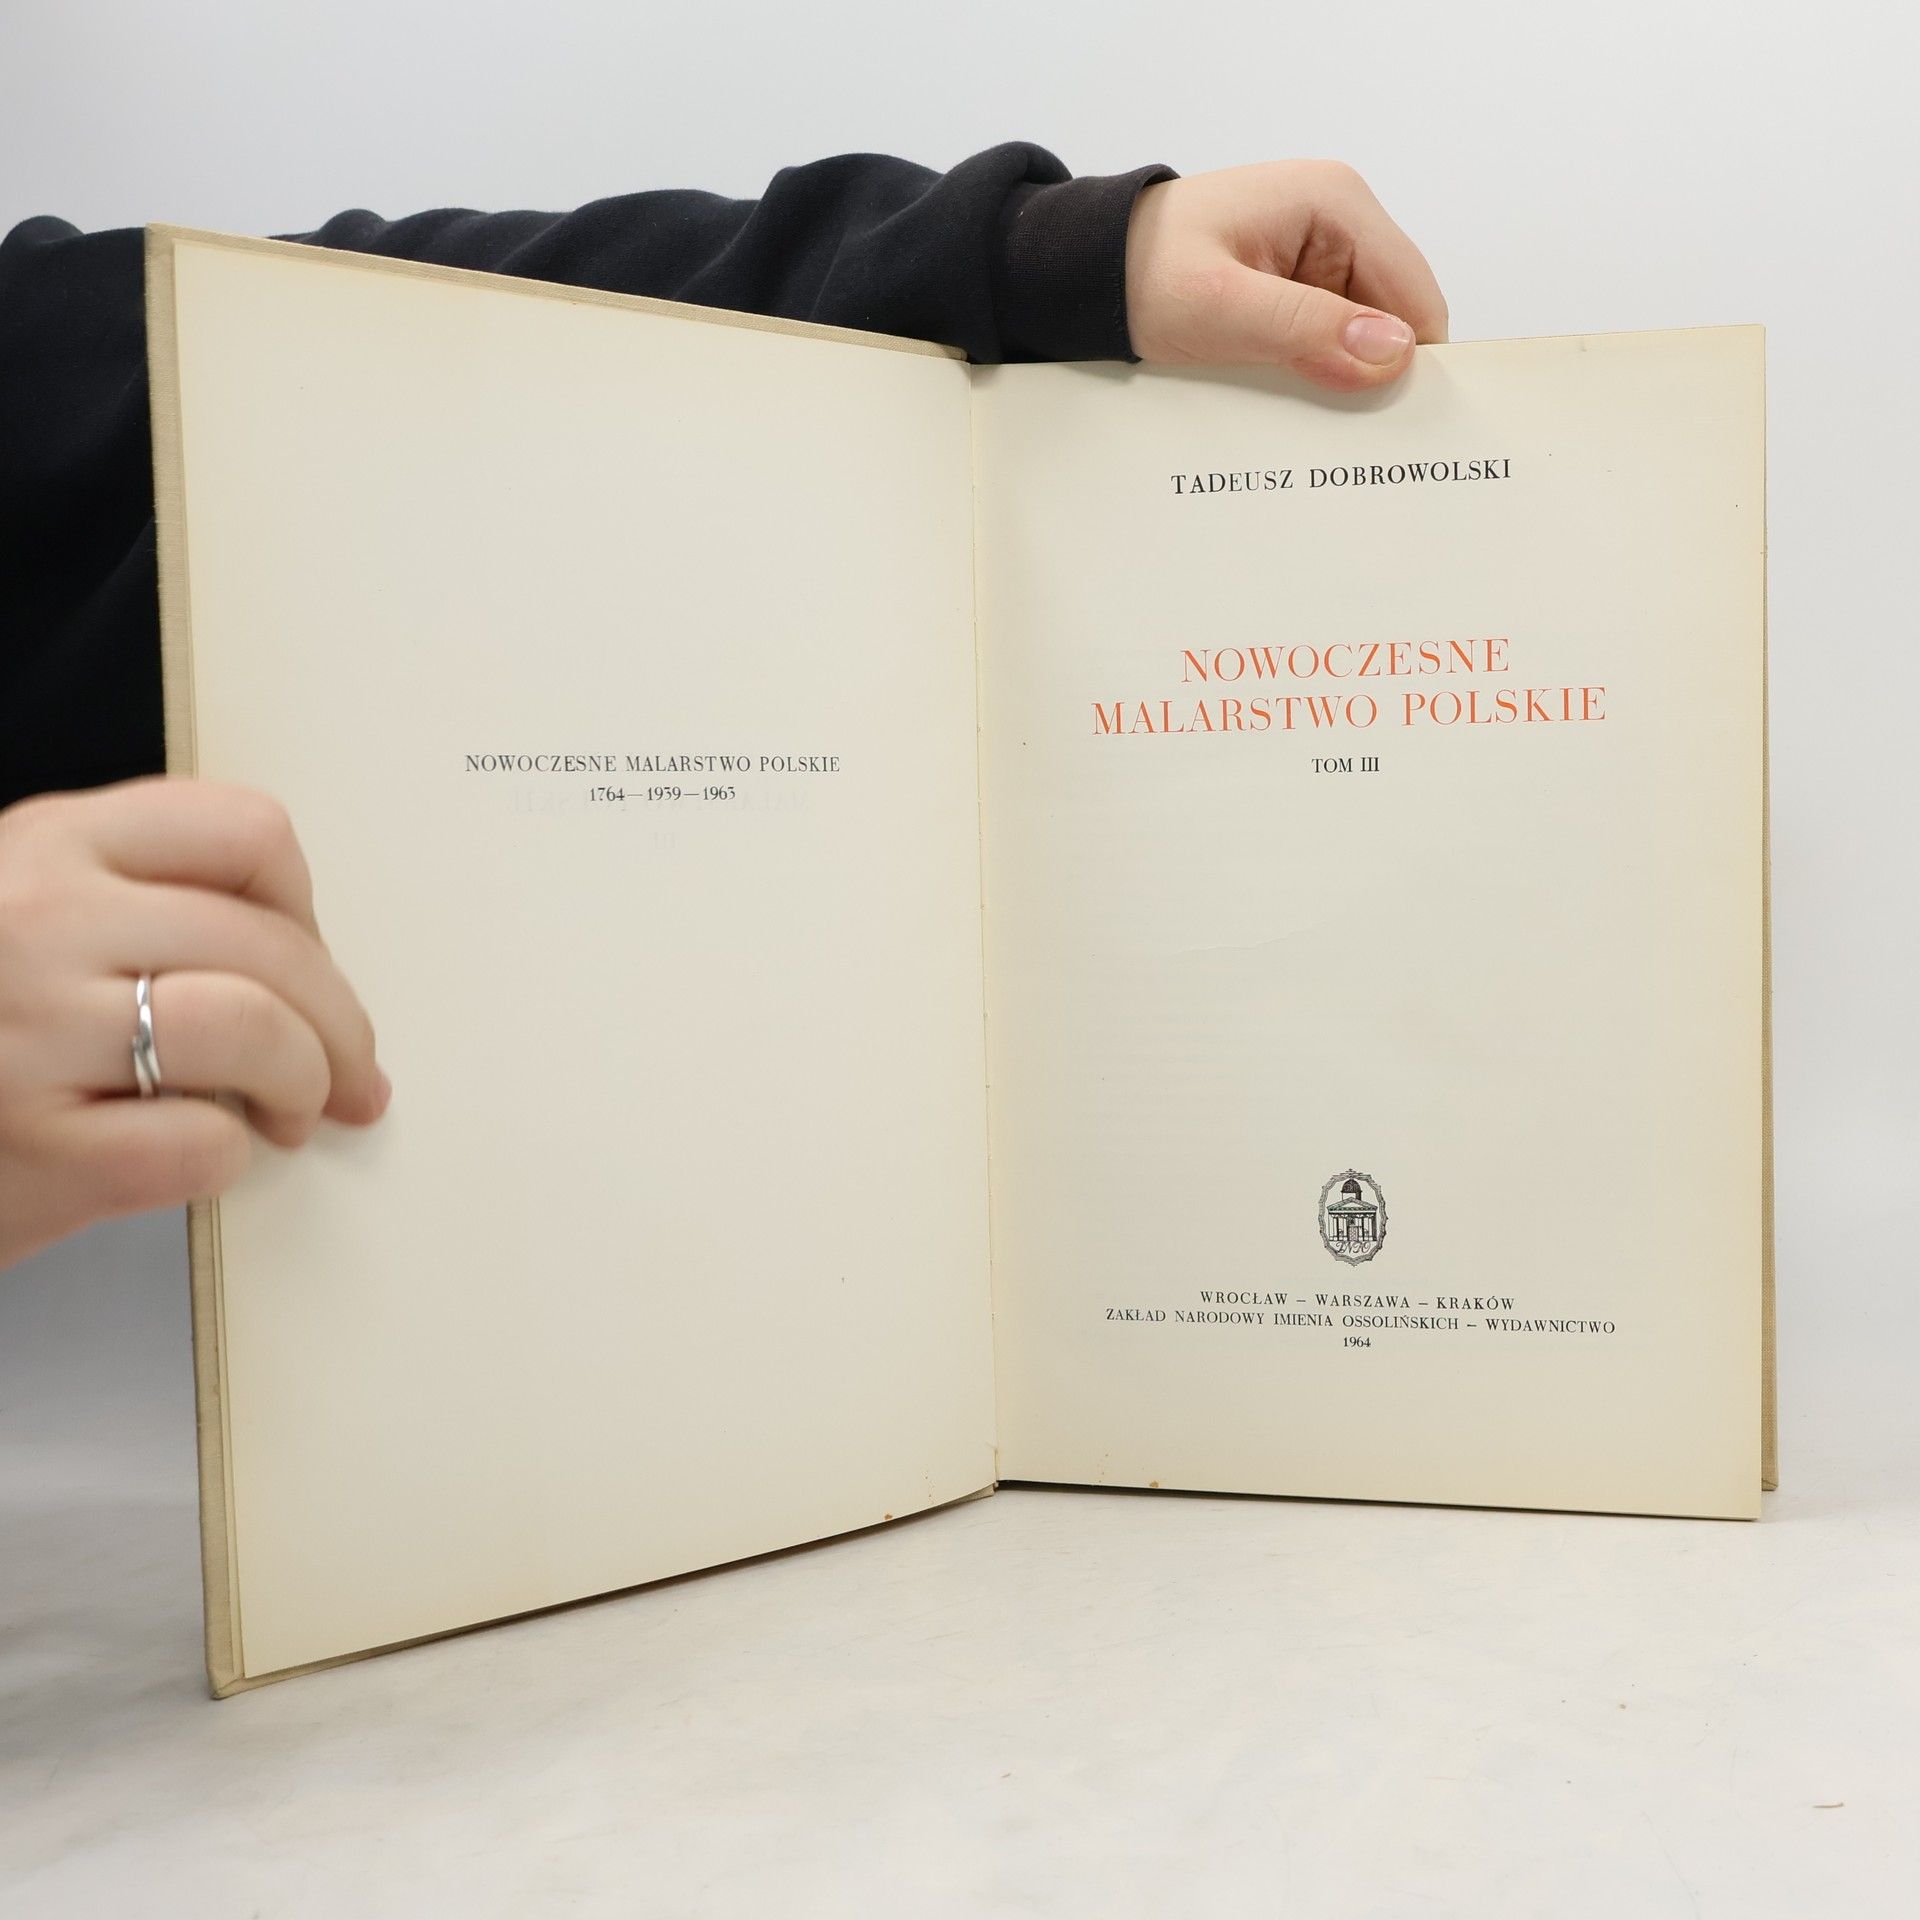 NOWOCZESNE MALARSTWO POLSKIE
1764—1939—1963
TADEUSZ DOBROWOLSKI
NOWOCZESNE
MALARSTWO POLSKIE
TOM III
ZNiO
WROCŁAW – WARSZAWA – KRAKÓW
ZAKŁAD NARODOWY IMIENIA OSSOLIŃSKICH – WYDAWNICTWO
1964